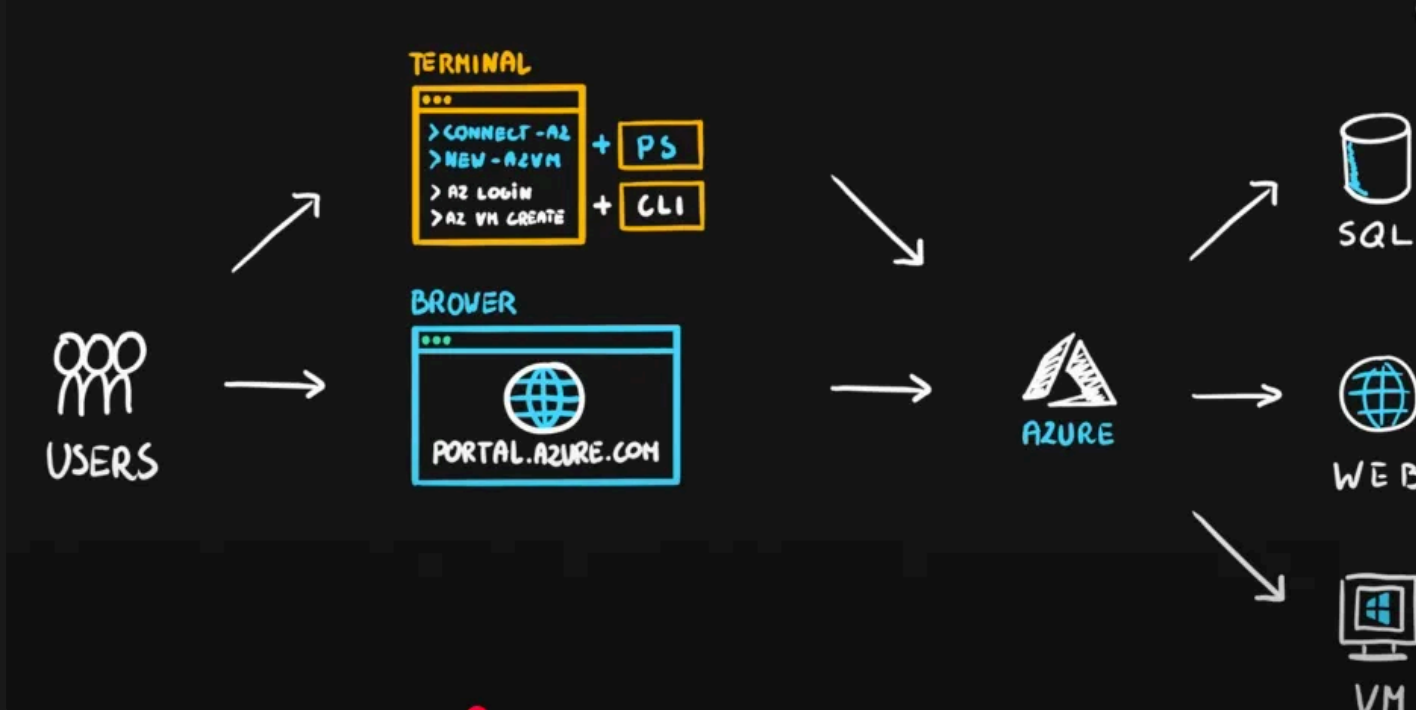 TERMINAL
>CONNECT-AZ
>NEW-AZVM
>AZ LOGIN
>AZ VM CREATE
+ PS
+ CLI
BROWER
PORTAL.AZURE.COM
USERS
AZURE
SQL
WEB
VM